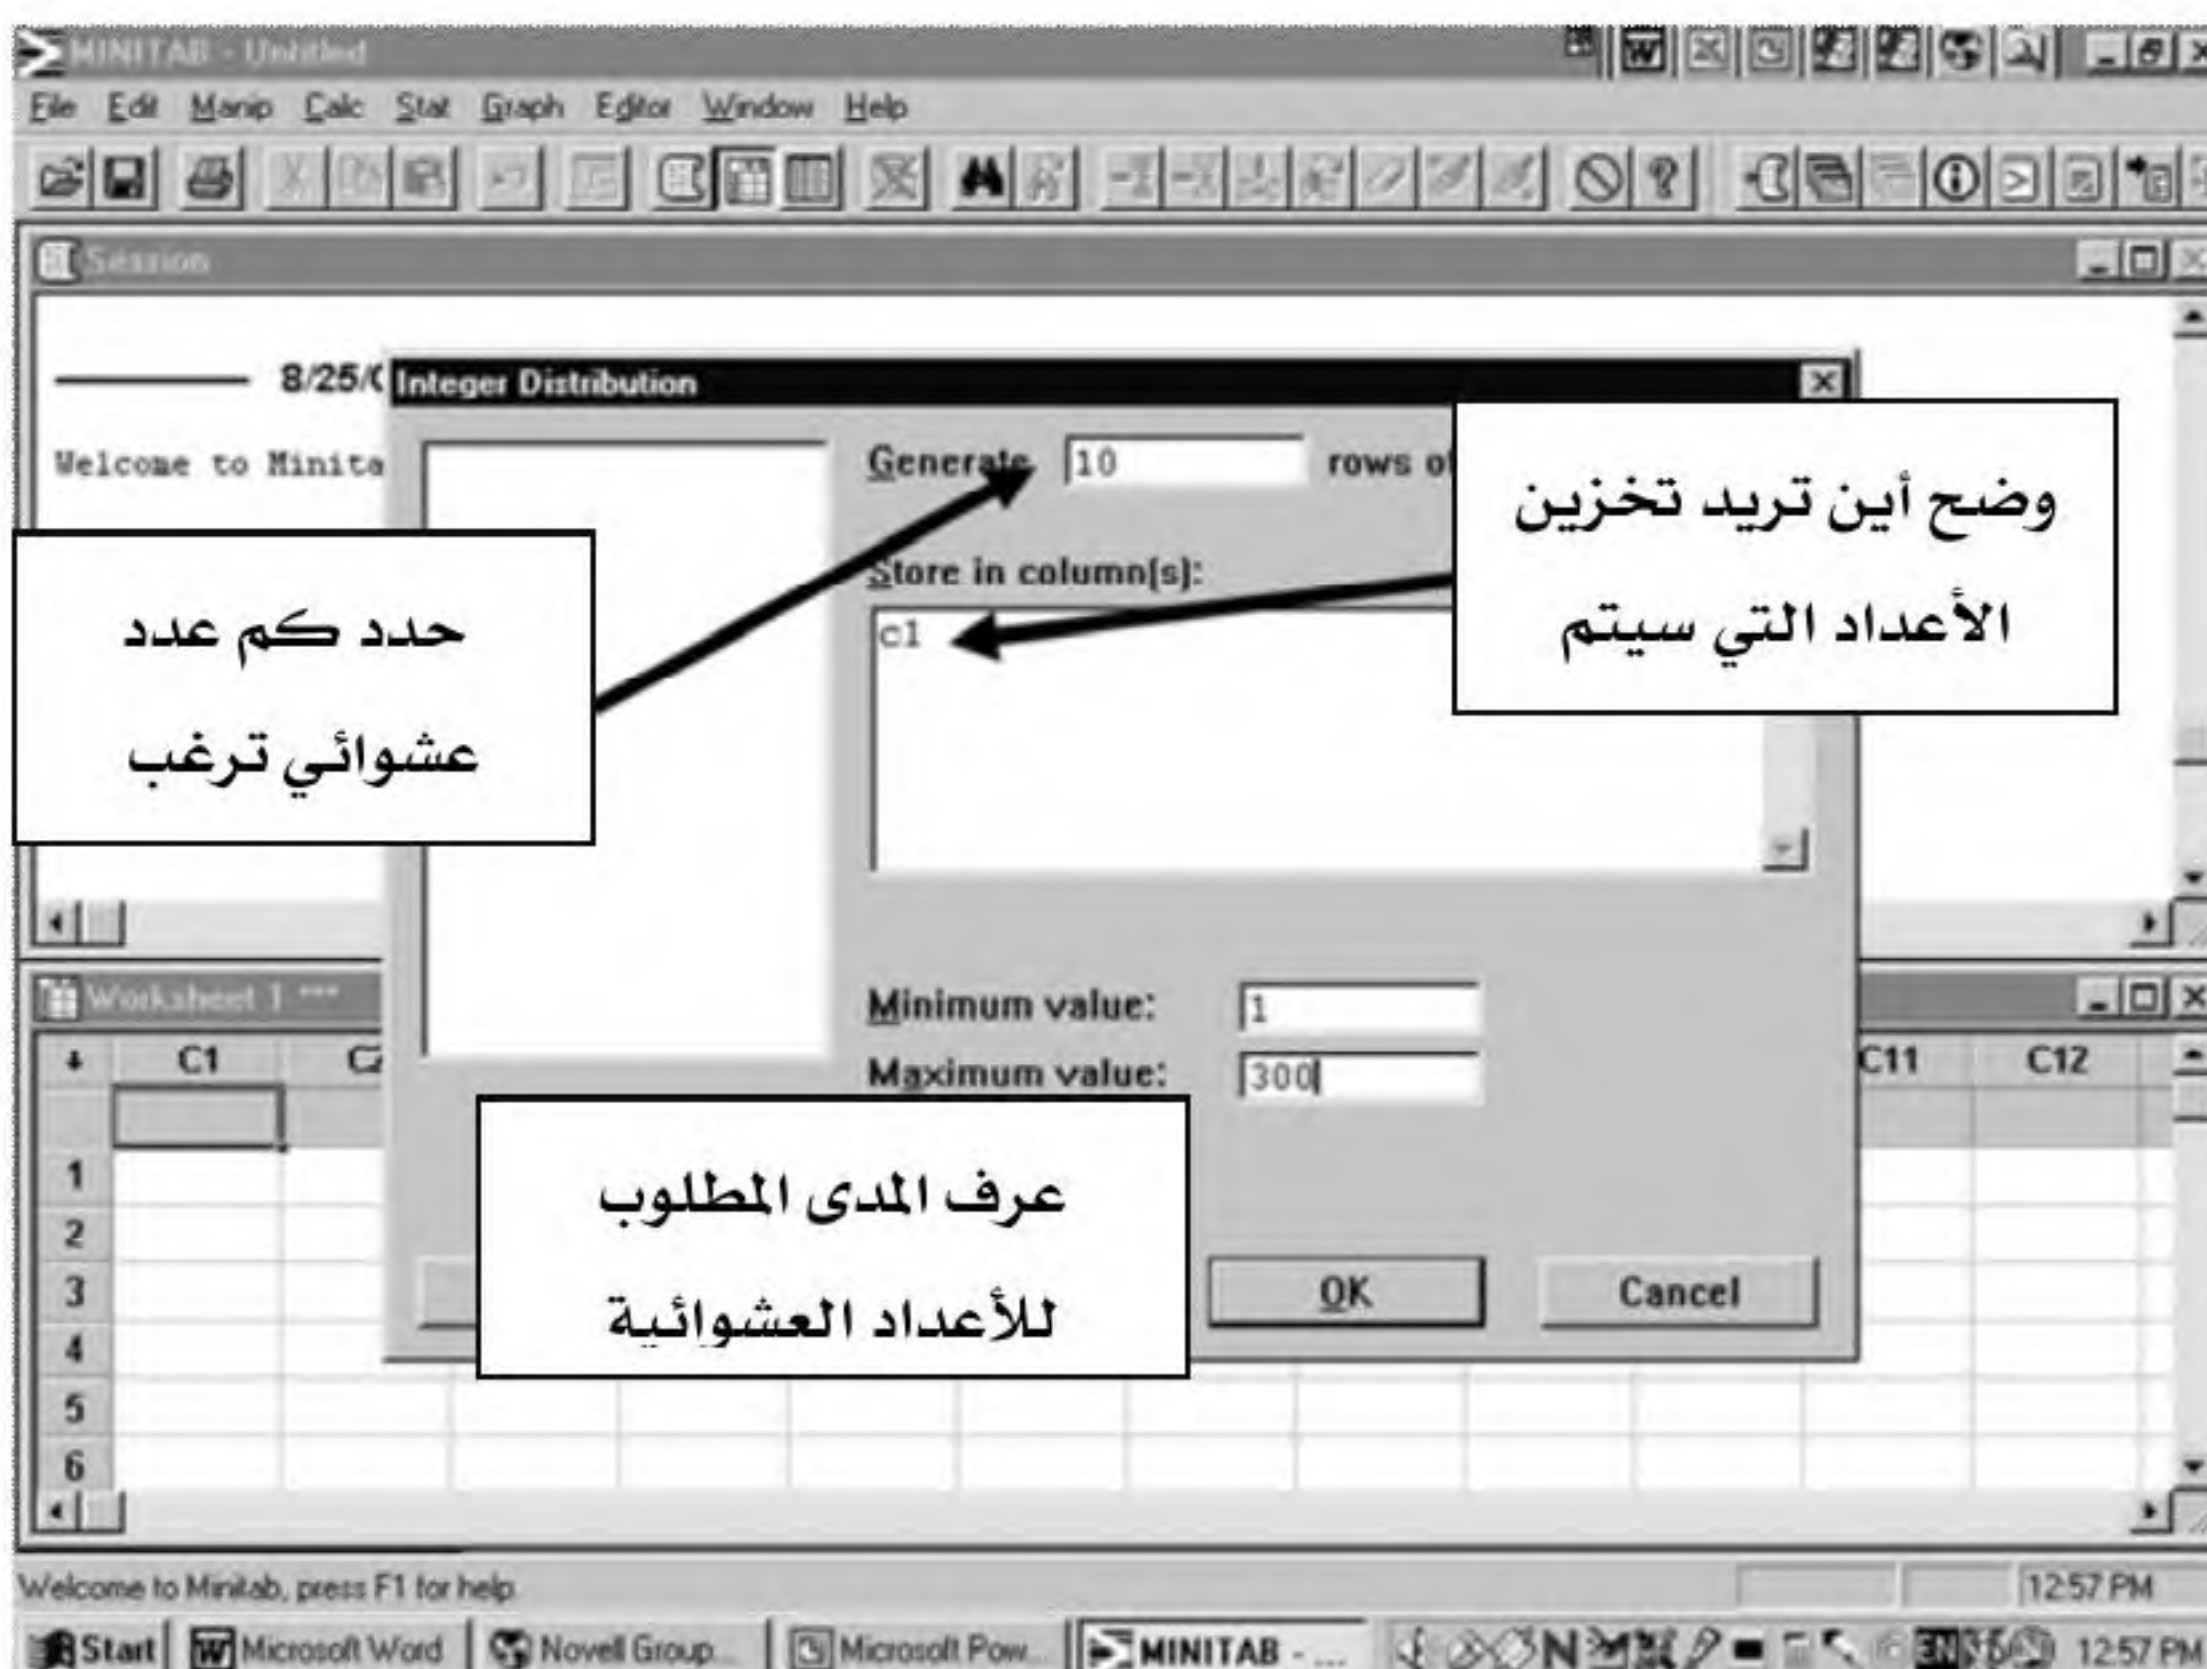 MINITAB - Untitled
File Edit Manip Calc Stat Graph Editor Window Help
Session
8/25/0
Integer Distribution
Welcome to Minita
Generate 10 rows of
وضح أين تريد تخزين
الأعداد التي سيتم
Store in column(s):
c1
حدد كم عدد
عشوائي ترغب
Minimum value: 1
Maximum value: 300
Worksheet 1 ***
C1 C2 C11 C12
عرف المدى المطلوب
للأعداد العشوائية
OK Cancel
1
2
3
4
5
6
Welcome to Minitab, press F1 for help.
12:57 PM
Start Microsoft Word Novell Group... Microsoft Pow... MINITAB - ... 12:57 PM